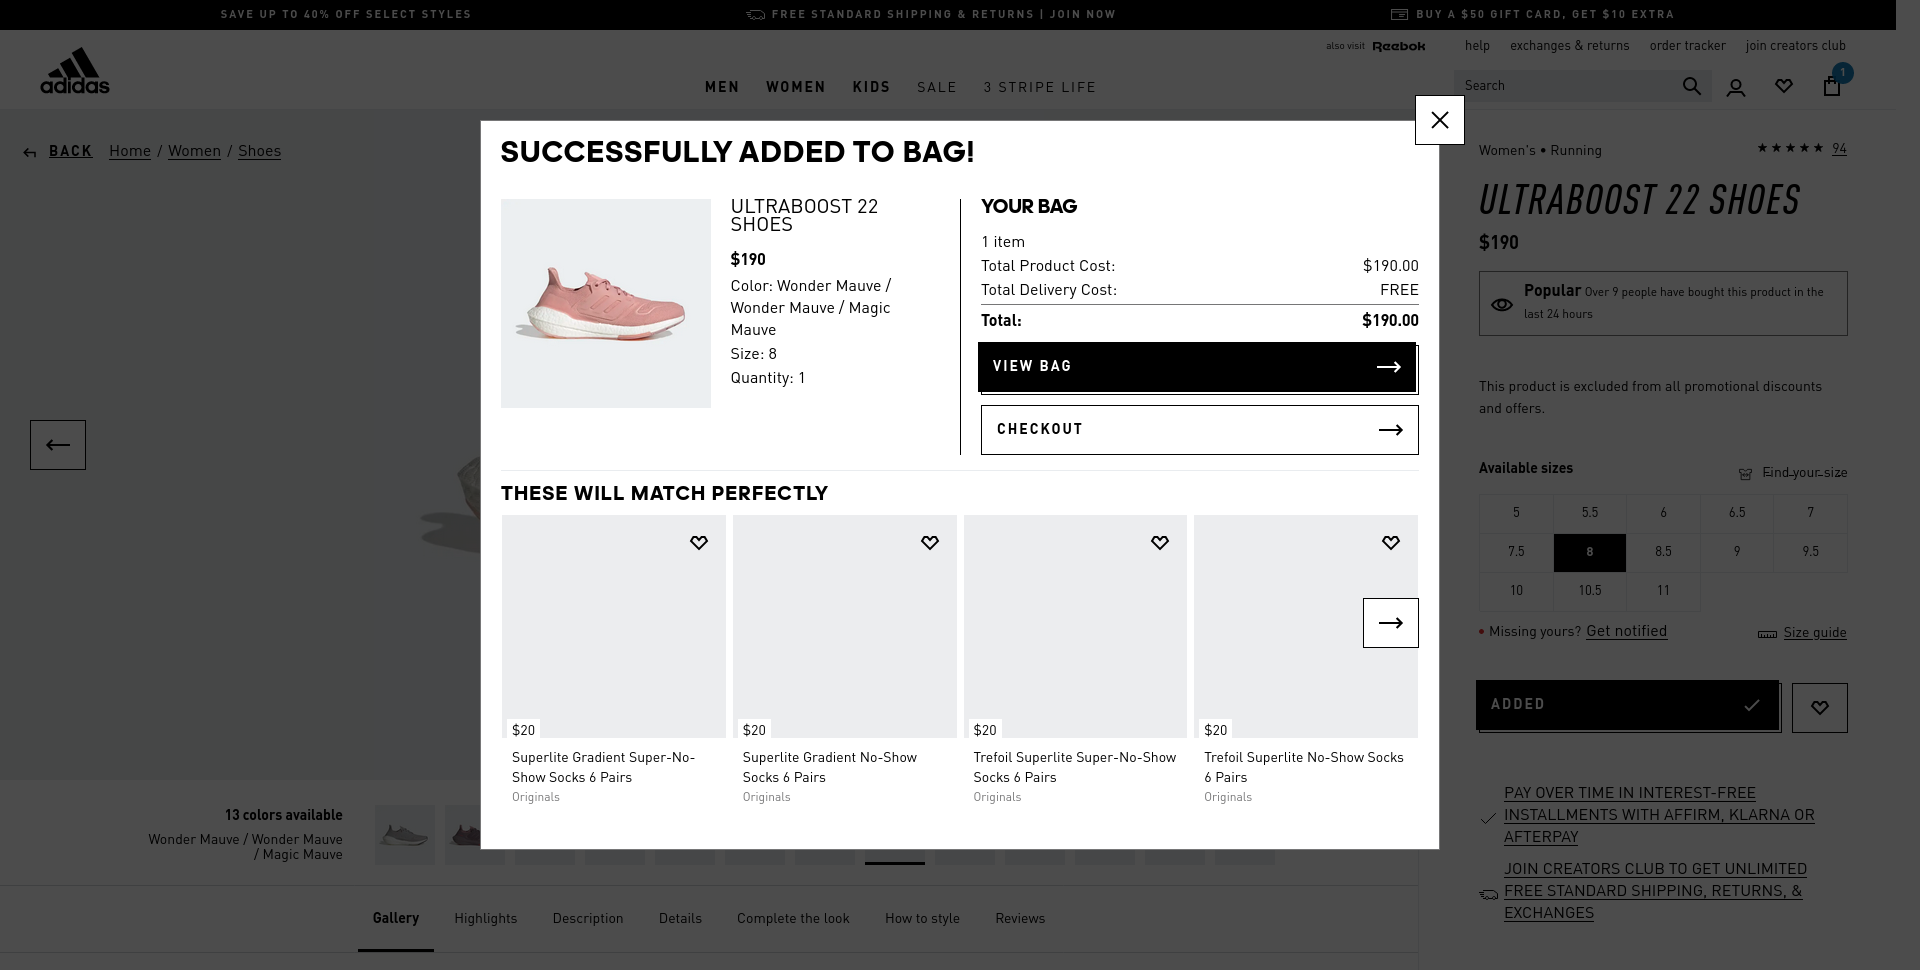 SAVE UP TO 40% OFF SELECT STYLES
FREE STANDARD SHIPPING & RETURNS | JOIN NOW
BUY A $50 GIFT CARD, GET $10 EXTRA
also visit Reebok
help
exchanges & returns
order tracker
join creators club
adidas
MEN
WOMEN
KIDS
SALE
3 STRIPE LIFE
Search
1
BACK
Home / Women / Shoes
SUCCESSFULLY ADDED TO BAG!
ULTRABOOST 22
SHOES
$190
Color: Wonder Mauve /
Wonder Mauve / Magic
Mauve
Size: 8
Quantity: 1
YOUR BAG
1 item
Total Product Cost: $190.00
Total Delivery Cost: FREE
Total: $190.00
VIEW BAG
CHECKOUT
THESE WILL MATCH PERFECTLY
$20
Superlite Gradient Super-No-
Show Socks 6 Pairs
Originals
$20
Superlite Gradient No-Show
Socks 6 Pairs
Originals
$20
Trefoil Superlite Super-No-Show
Socks 6 Pairs
Originals
$20
Trefoil Superlite No-Show Socks
6 Pairs
Originals
Women's • Running
94
ULTRABOOST 22 SHOES
$190
Popular Over 9 people have bought this product in the
last 24 hours
This product is excluded from all promotional discounts
and offers.
Available sizes
Find your size
5 5.5 6 6.5 7
7.5 8 8.5 9 9.5
10 10.5 11
Missing yours? Get notified
Size guide
ADDED
PAY OVER TIME IN INTEREST-FREE
INSTALLMENTS WITH AFFIRM, KLARNA OR
AFTERPAY
JOIN CREATORS CLUB TO GET UNLIMITED
FREE STANDARD SHIPPING, RETURNS, &
EXCHANGES
13 colors available
Wonder Mauve / Wonder Mauve
/ Magic Mauve
Gallery
Highlights
Description
Details
Complete the look
How to style
Reviews